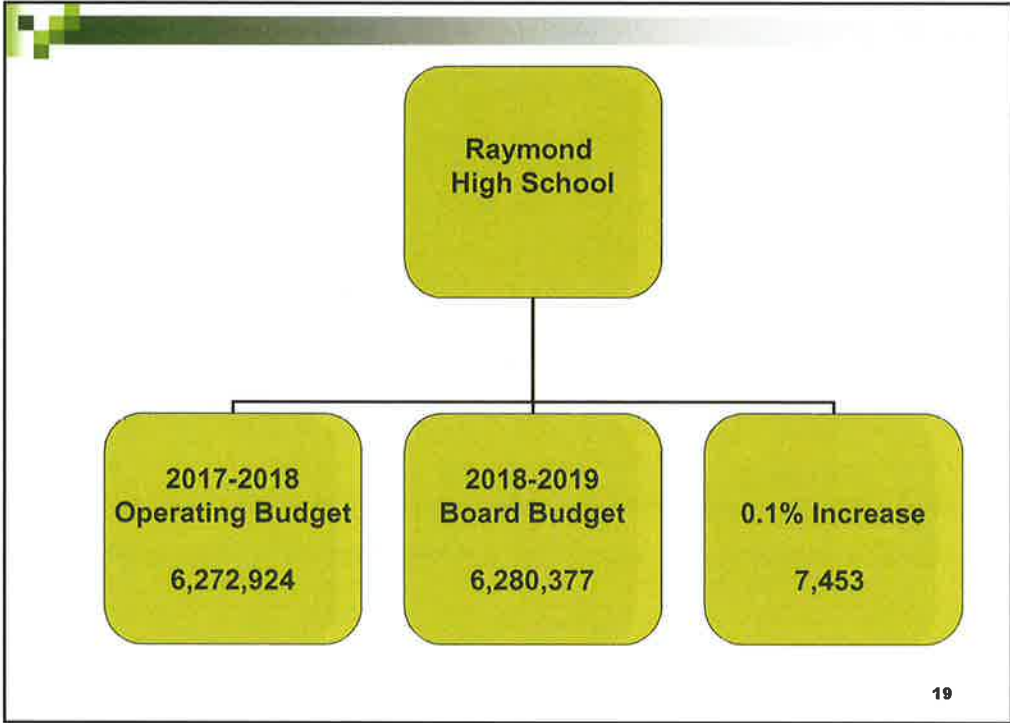 Raymond
High School
2017-2018
Operating Budget
6,272,924
2018-2019
Board Budget
6,280,377
0.1% Increase
7,453
19